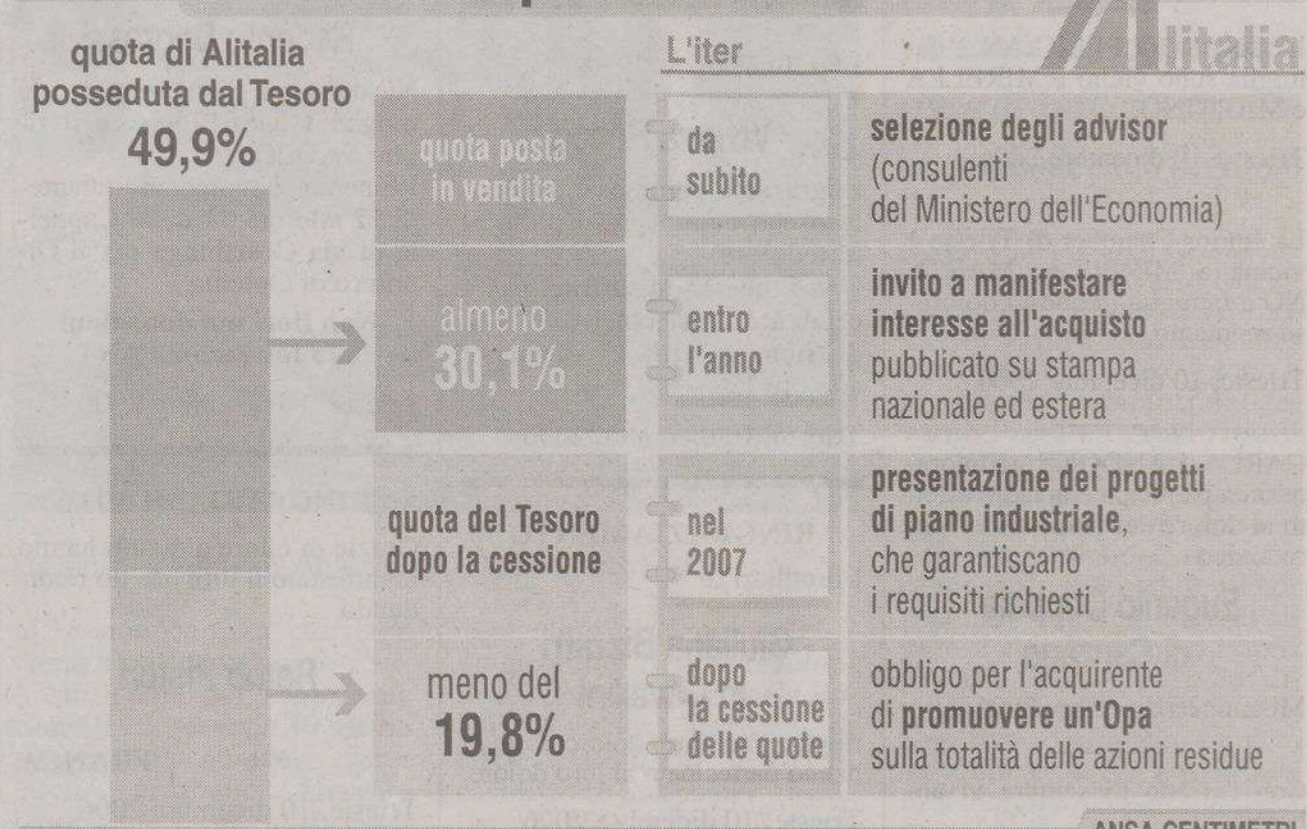 Alitalia
quota di Alitalia
posseduta dal Tesoro
49,9%
quota posta
in vendita
almeno
30,1%
quota del Tesoro
dopo la cessione
meno del
19,8%
L'iter
da
subito
selezione degli advisor
(consulenti
del Ministero dell'Economia)
entro
l'anno
invito a manifestare
interesse all'acquisto
pubblicato su stampa
nazionale ed estera
nel
2007
presentazione dei progetti
di piano industriale,
che garantiscano
i requisiti richiesti
dopo
la cessione
delle quote
obbligo per l'acquirente
di promuovere un'Opa
sulla totalità delle azioni residue
ANSA-CENTIMETRI